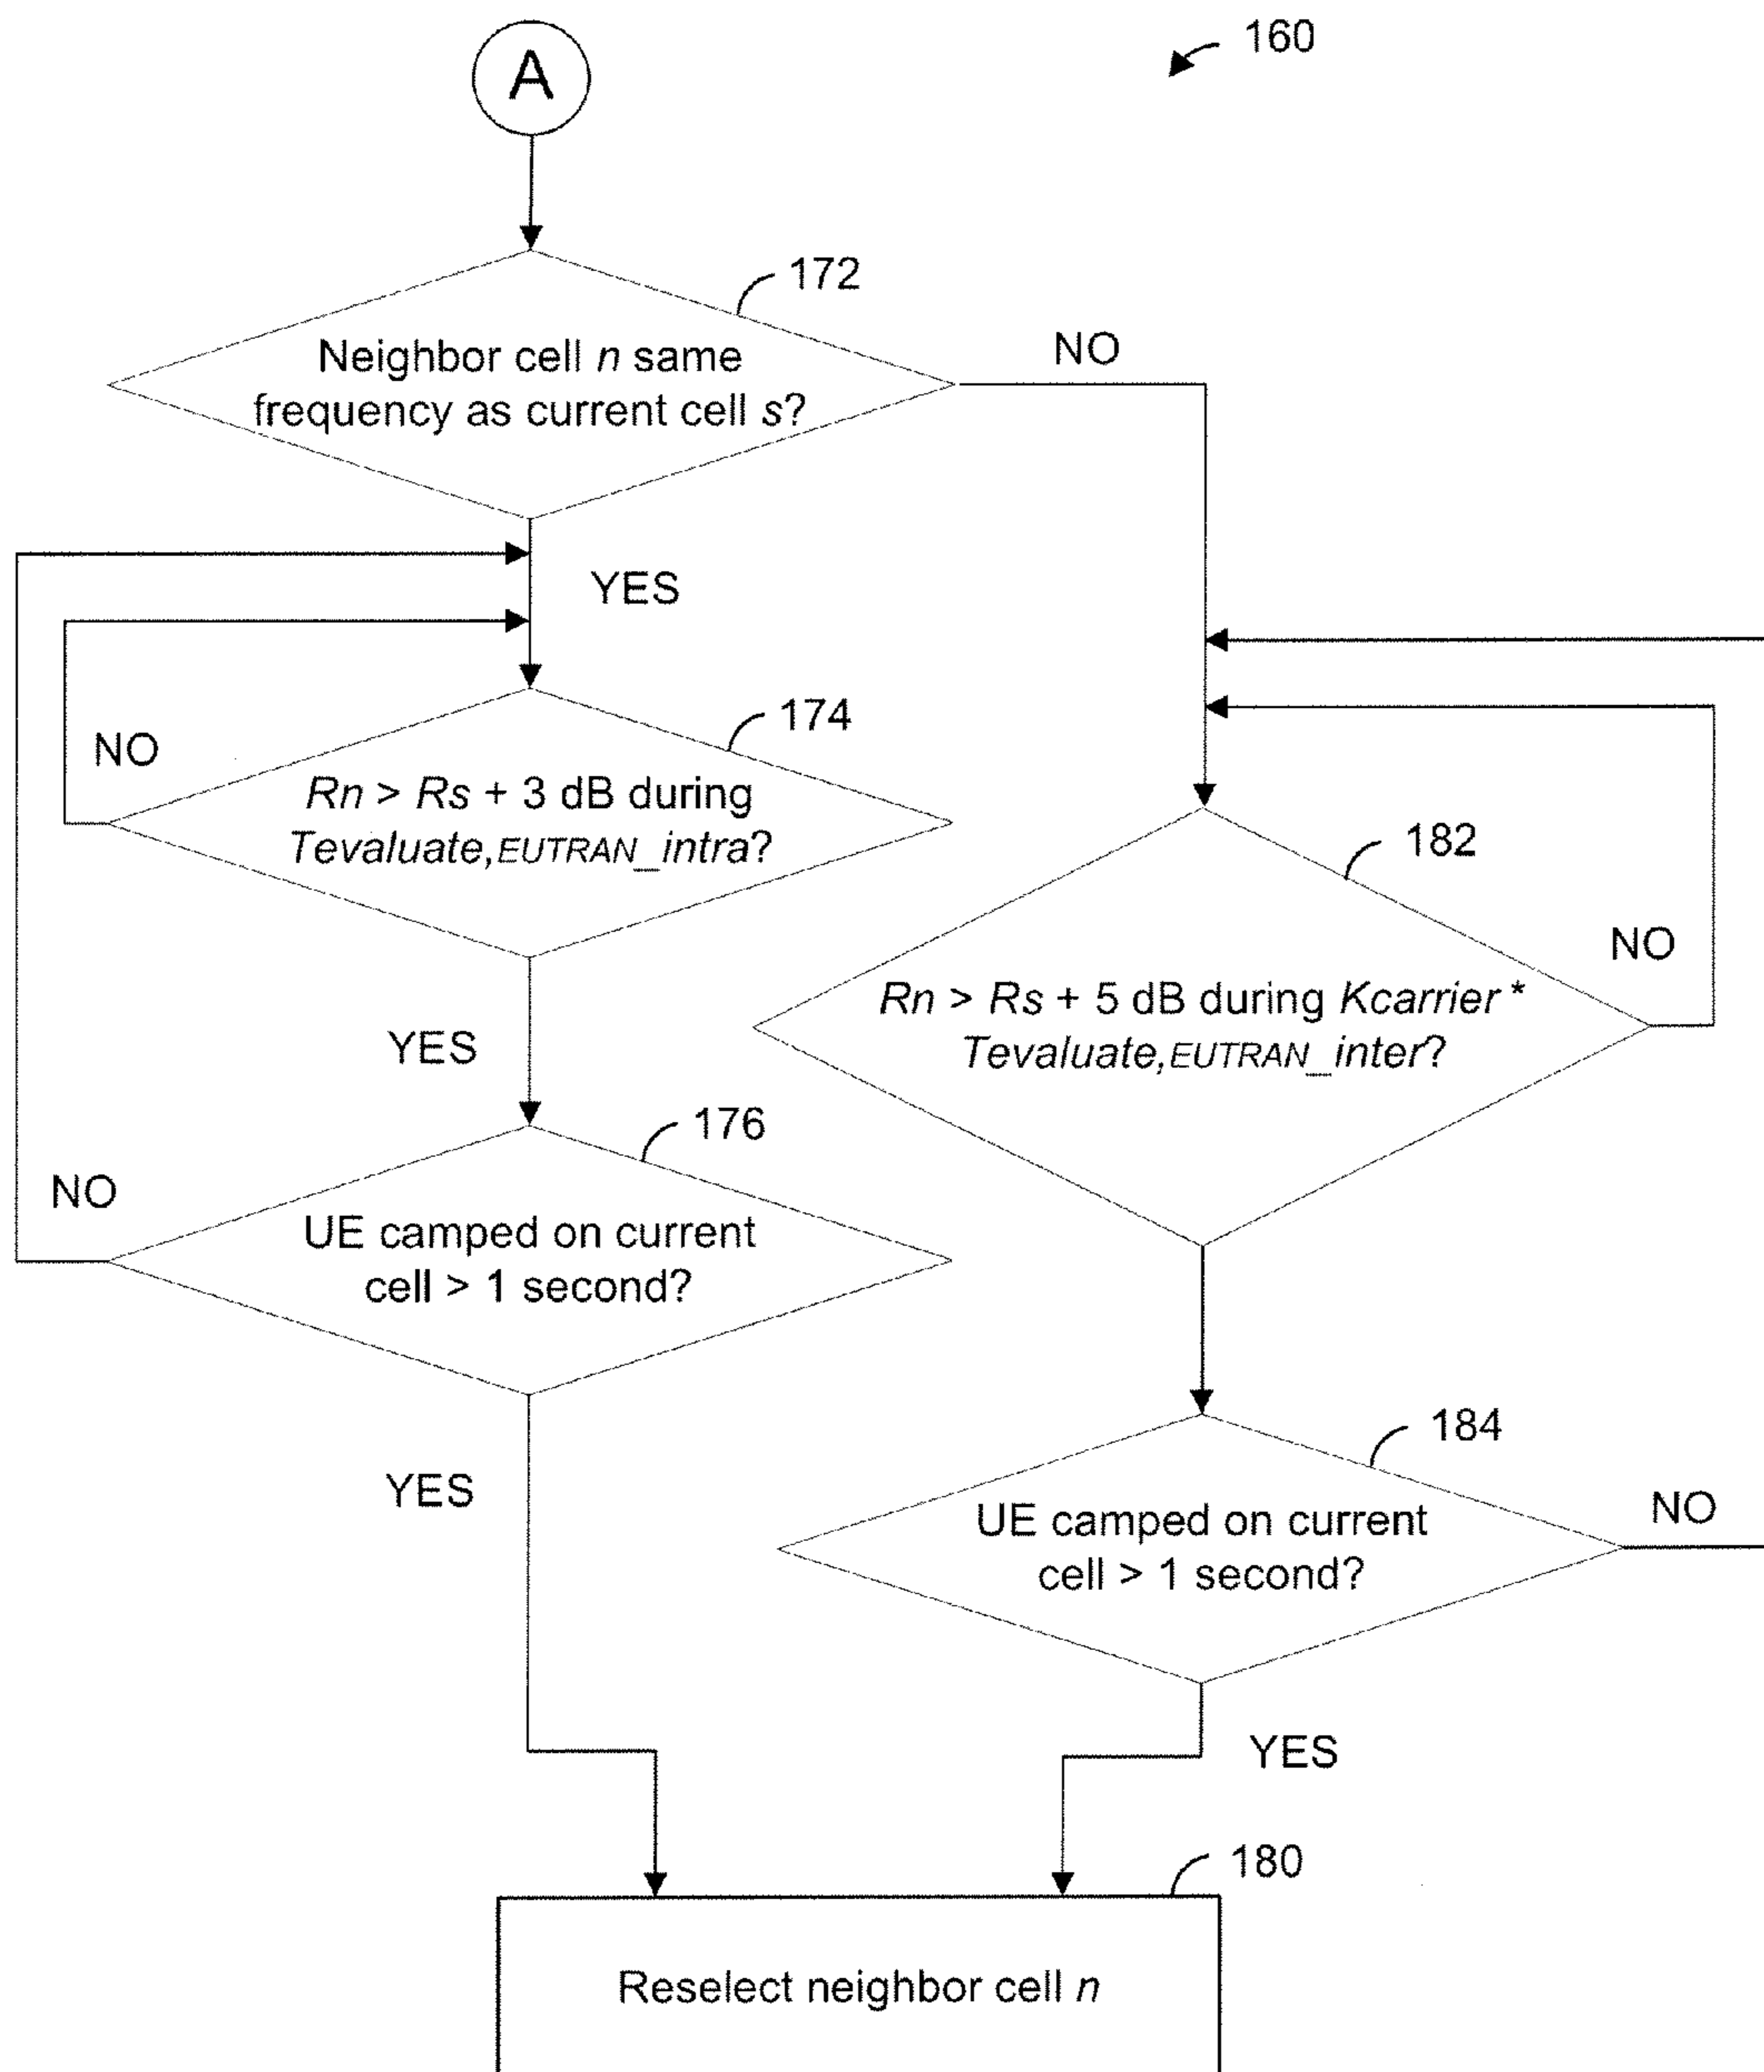 A
160
172
Neighbor cell n same
frequency as current cell s?
NO
YES
174
NO
Rn > Rs + 3 dB during
Tevaluate,EUTRAN_intra?
182
NO
Rn > Rs + 5 dB during Kcarrier *
Tevaluate,EUTRAN_inter?
YES
176
NO
UE camped on current
cell > 1 second?
184
YES
UE camped on current
cell > 1 second?
NO
YES
180
Reselect neighbor cell n